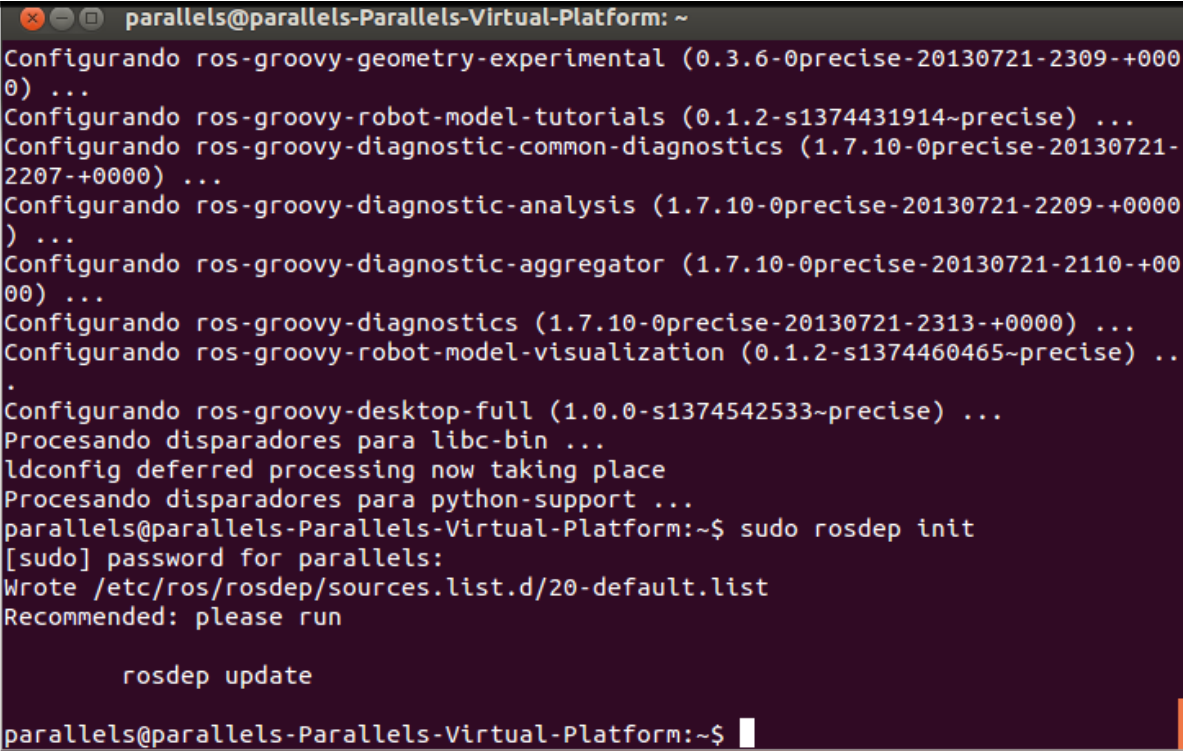 parallels@parallels-Parallels-Virtual-Platform: ~
Configurando ros-groovy-geometry-experimental (0.3.6-0precise-20130721-2309-+000
0) ...
Configurando ros-groovy-robot-model-tutorials (0.1.2-s1374431914~precise) ...
Configurando ros-groovy-diagnostic-common-diagnostics (1.7.10-0precise-20130721-
2207-+0000) ...
Configurando ros-groovy-diagnostic-analysis (1.7.10-0precise-20130721-2209-+0000
) ...
Configurando ros-groovy-diagnostic-aggregator (1.7.10-0precise-20130721-2110-+00
00) ...
Configurando ros-groovy-diagnostics (1.7.10-0precise-20130721-2313-+0000) ...
Configurando ros-groovy-robot-model-visualization (0.1.2-s1374460465~precise) ..
.
Configurando ros-groovy-desktop-full (1.0.0-s1374542533~precise) ...
Procesando disparadores para libc-bin ...
ldconfig deferred processing now taking place
Procesando disparadores para python-support ...
parallels@parallels-Parallels-Virtual-Platform:~$ sudo rosdep init
[sudo] password for parallels:
Wrote /etc/ros/rosdep/sources.list.d/20-default.list
Recommended: please run
rosdep update
parallels@parallels-Parallels-Virtual-Platform:~$